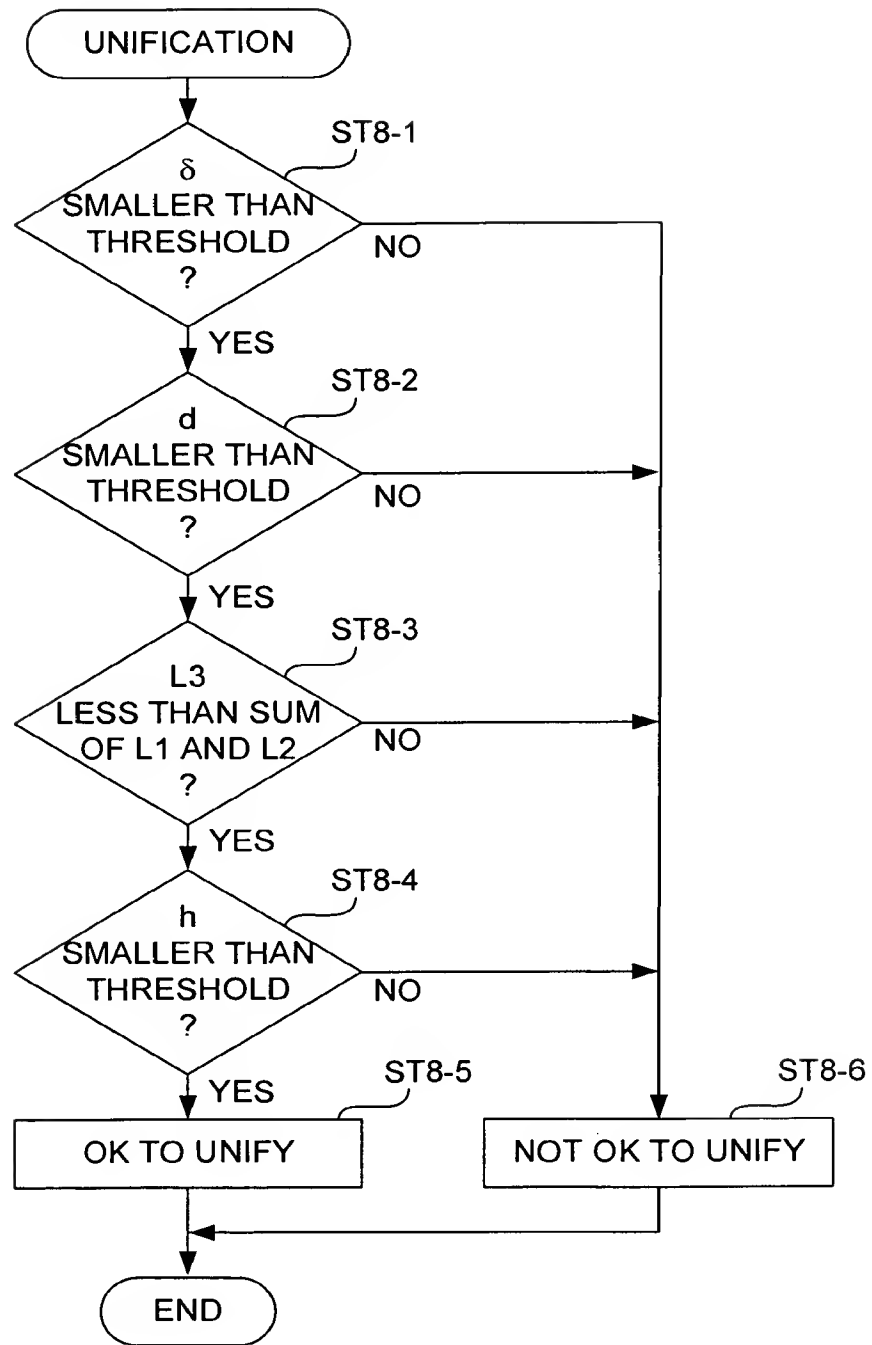 UNIFICATION
ST8-1
δ
SMALLER THAN
THRESHOLD
?
NO
YES
ST8-2
d
SMALLER THAN
THRESHOLD
?
NO
YES
ST8-3
L3
LESS THAN SUM
OF L1 AND L2
?
NO
YES
ST8-4
h
SMALLER THAN
THRESHOLD
?
NO
YES
ST8-5
OK TO UNIFY
ST8-6
NOT OK TO UNIFY
END